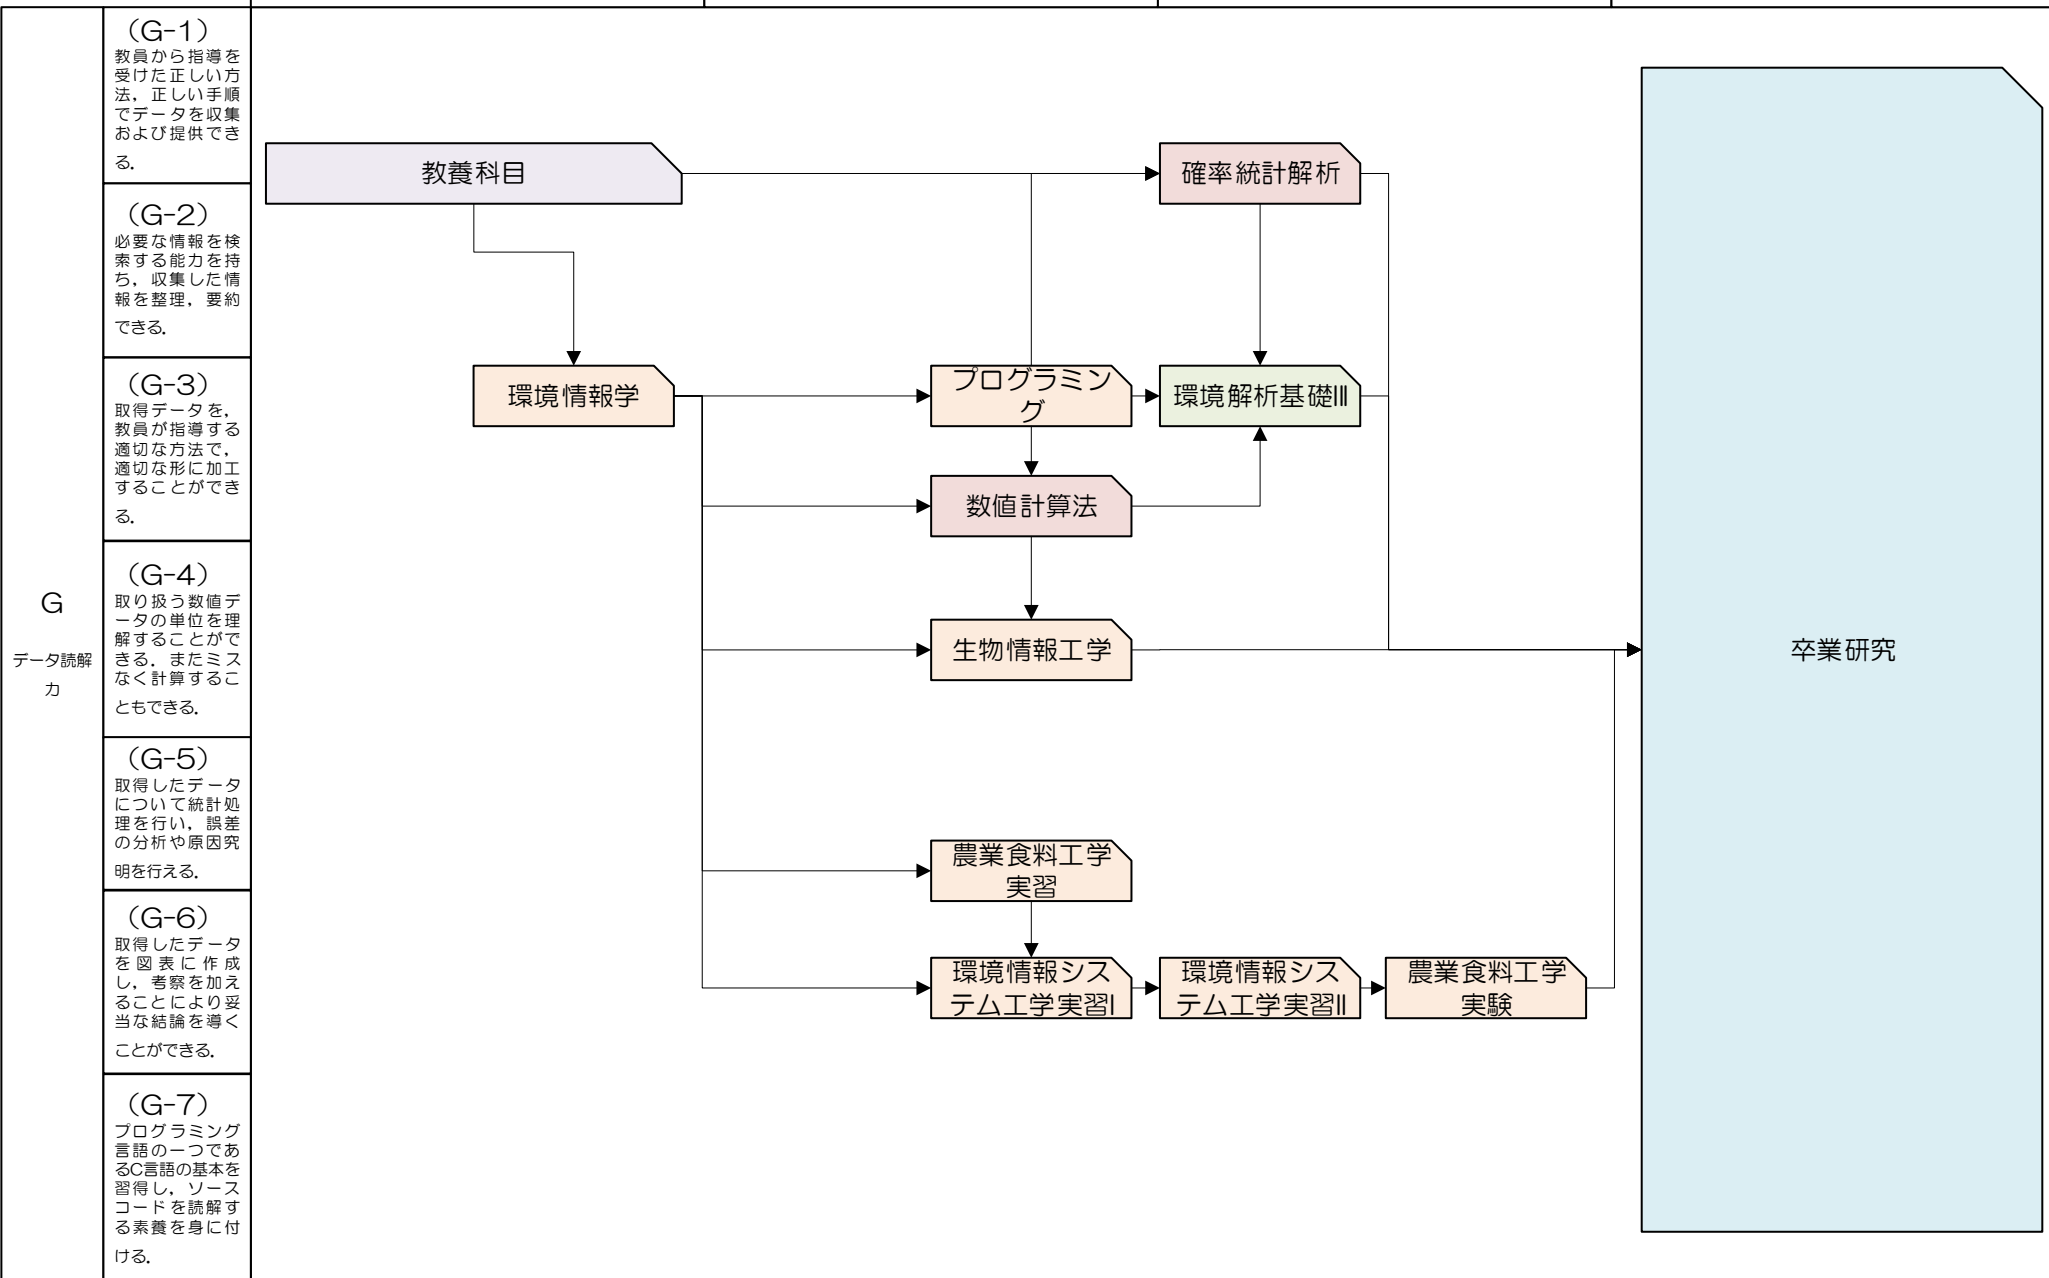 G
データ読解
力
（G-1）
教員から指導を
受けた正しい方
法，正しい手順
でデータを収集
および提供でき
る．
（G-2）
必要な情報を検
索する能力を持
ち，収集した情
報を整理，要約
できる．
（G-3）
取得データを，
教員が指導する
適切な方法で，
適切な形に加工
することができ
る．
（G-4）
取り扱う数値デ
ータの単位を理
解することがで
きる．またミス
なく計算するこ
ともできる．
（G-5）
取得したデータ
について統計処
理を行い，誤差
の分析や原因究
明を行える．
（G-6）
取得したデータ
を図表に作成
し，考察を加え
ることにより妥
当な結論を導く
ことができる．
（G-7）
プログラミング
言語の一つであ
るC言語の基本を
習得し，ソース
コードを読解す
る素養を身に付
ける．
教養科目
確率統計解析
環境情報学
プログラミン
グ
環境解析基礎Ⅲ
数値計算法
生物情報工学
卒業研究
農業食料工学
実習
環境情報シス
テム工学実習Ⅰ
環境情報シス
テム工学実習Ⅱ
農業食料工学
実験